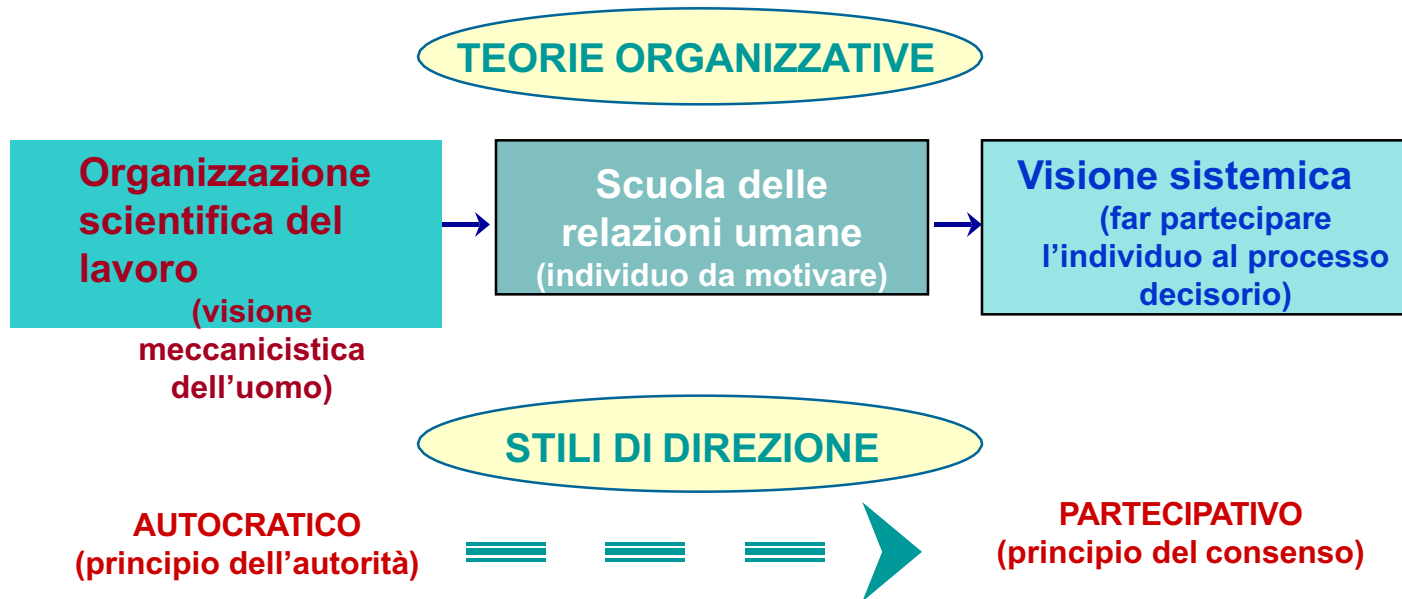 TEORIE ORGANIZZATIVE
Organizzazione
scientifica del
lavoro
(visione
meccanicistica
dell’uomo)
Scuola delle
relazioni umane
(individuo da motivare)
Visione sistemica
(far partecipare
l’individuo al processo
decisorio)
STILI DI DIREZIONE
AUTOCRATICO
(principio dell’autorità)
PARTECIPATIVO
(principio del consenso)